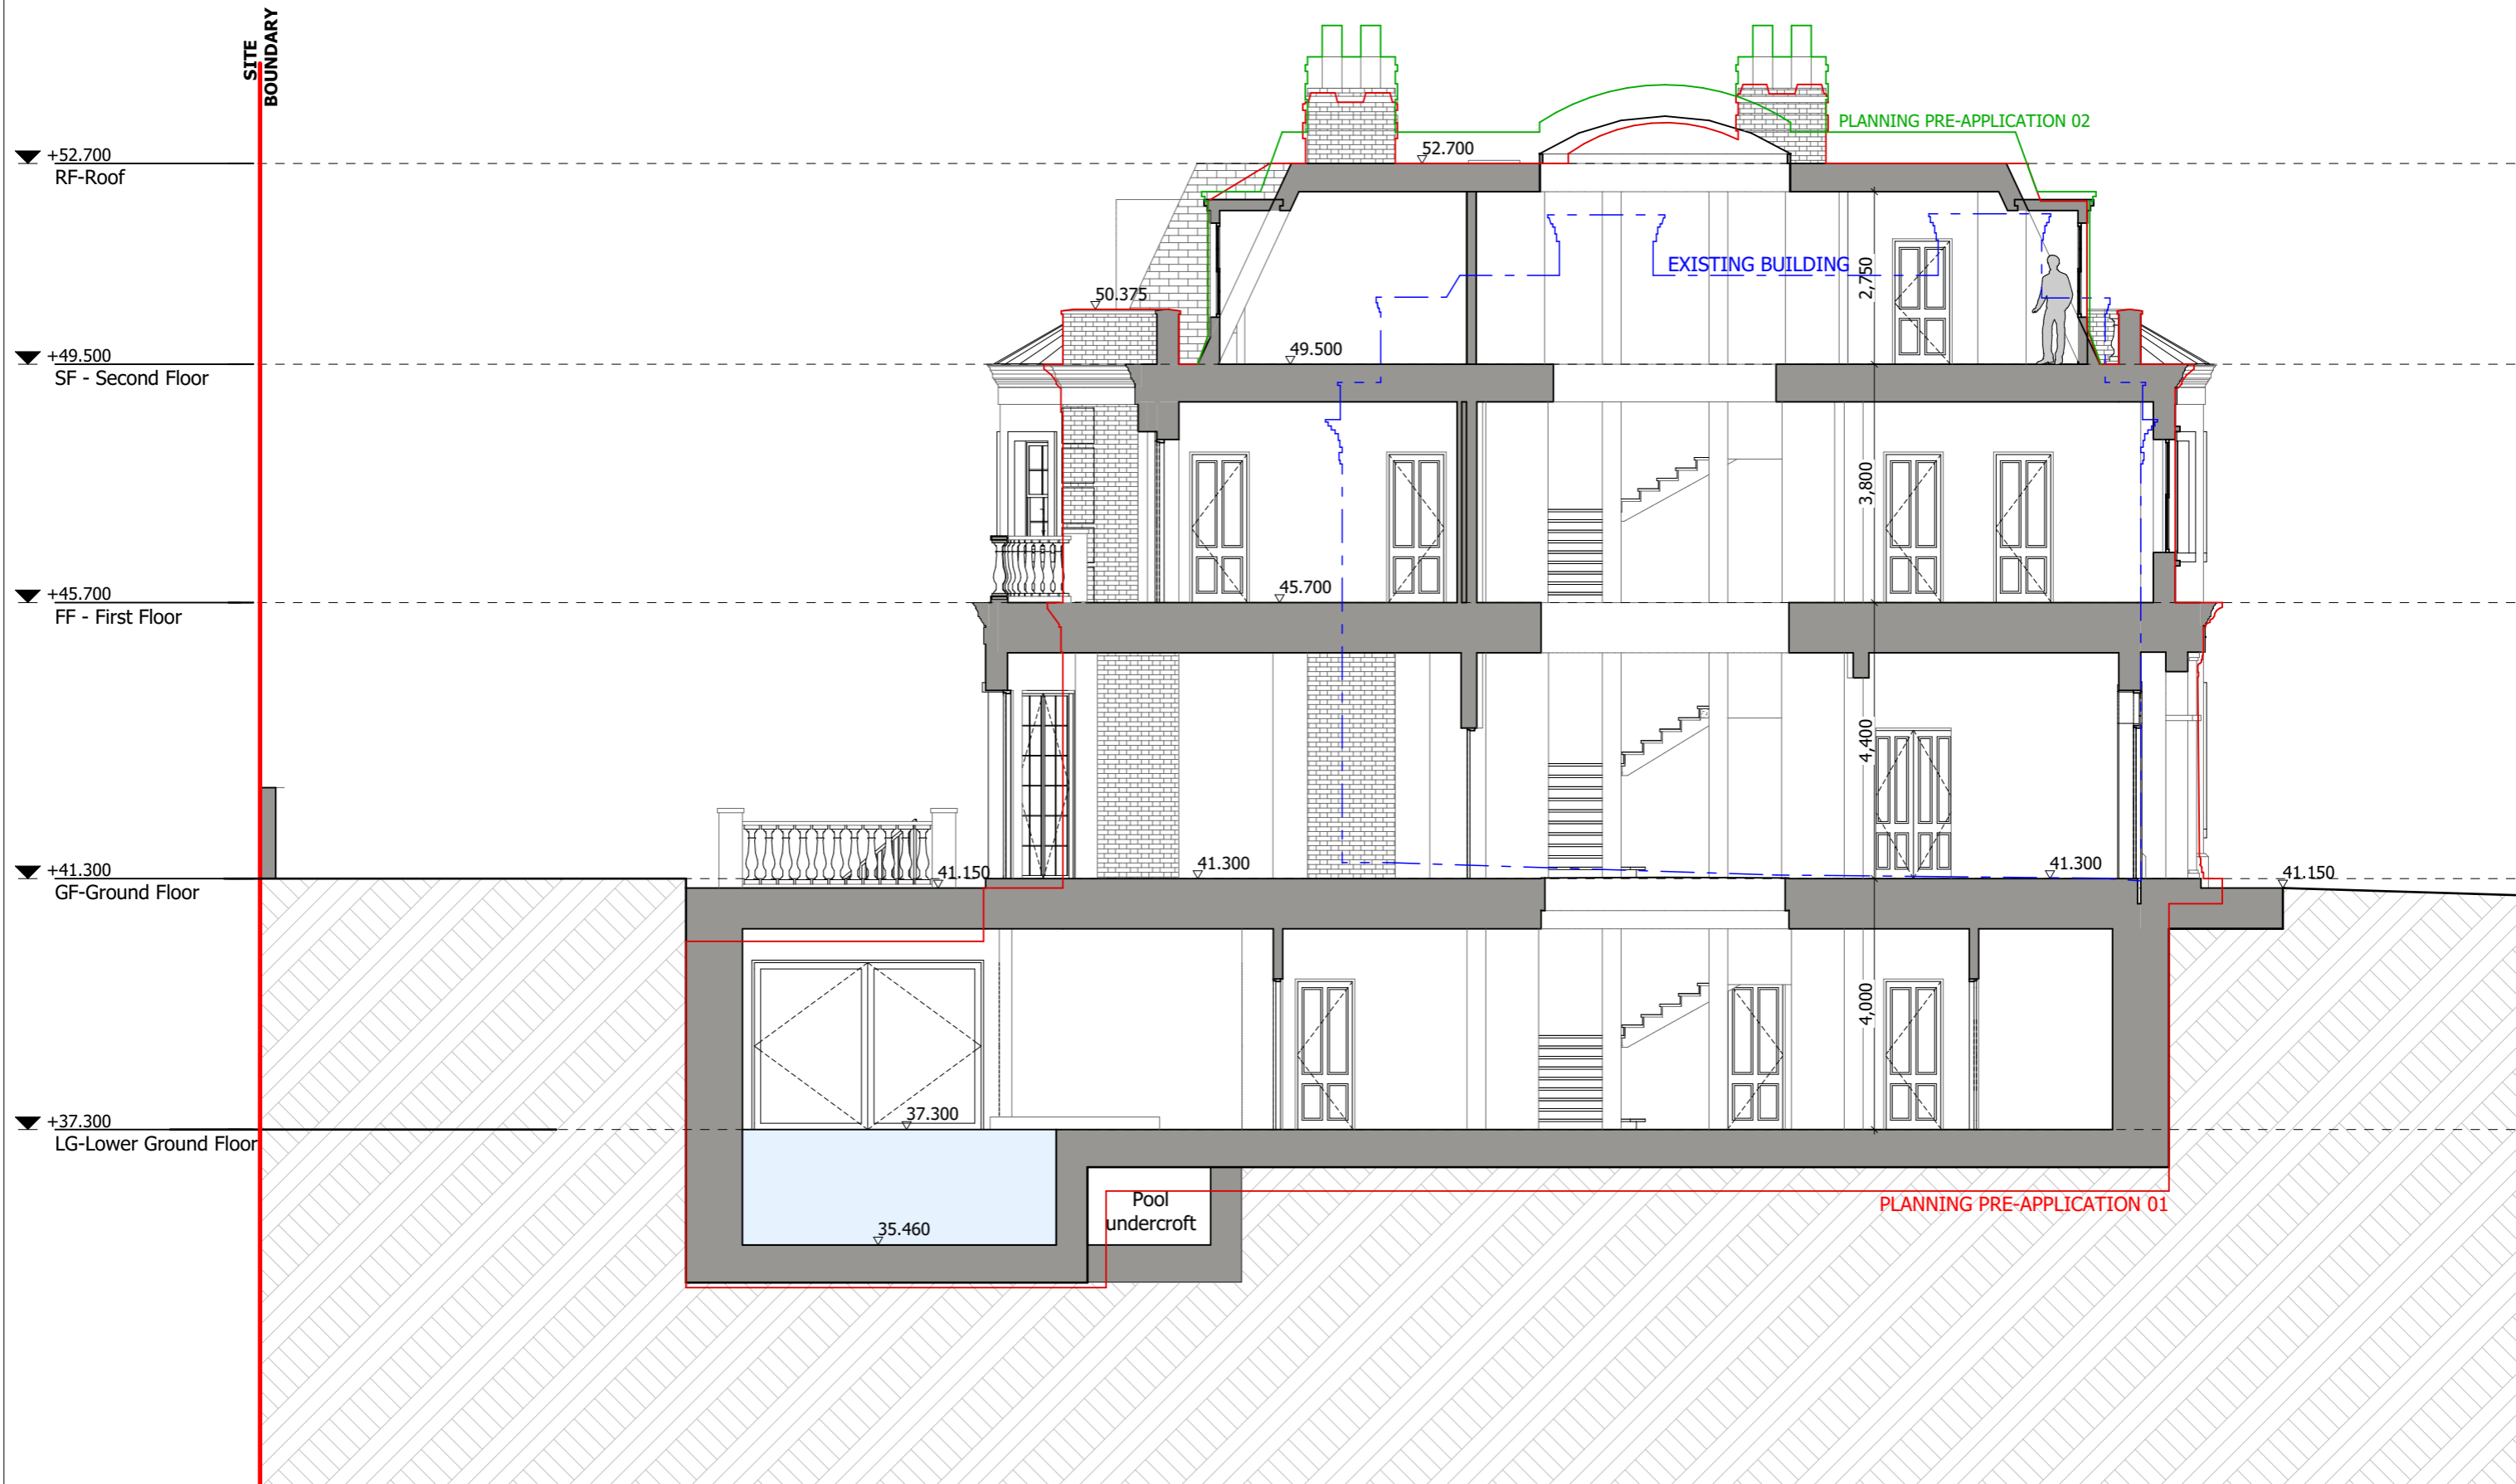 SITE
BOUNDARY
PLANNING PRE-APPLICATION 02
+52.700
RF-Roof
52.700
EXISTING BUILDING
2,750
50.375
+49.500
SF - Second Floor
49.500
3,800
+45.700
FF - First Floor
45.700
4,400
+41.300
GF-Ground Floor
41.150
41.300
41.300
41.150
4,000
+37.300
LG-Lower Ground Floor
37.300
Pool
undercroft
PLANNING PRE-APPLICATION 01
35.460